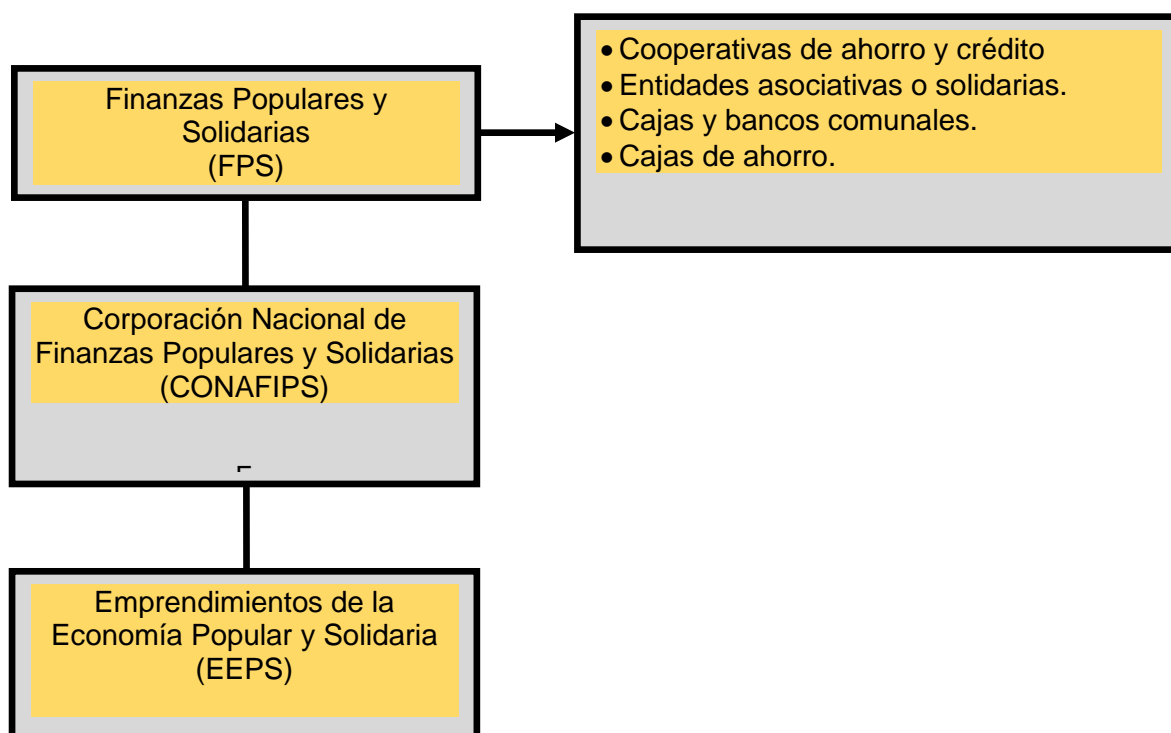 Finanzas Populares y
Solidarias
(FPS)
• Cooperativas de ahorro y crédito
• Entidades asociativas o solidarias.
• Cajas y bancos comunales.
• Cajas de ahorro.
Corporación Nacional de
Finanzas Populares y Solidarias
(CONAFIPS)
Emprendimientos de la
Economía Popular y Solidaria
(EEPS)